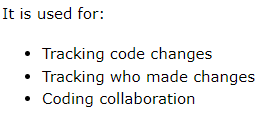 It is used for:
• Tracking code changes
• Tracking who made changes
• Coding collaboration